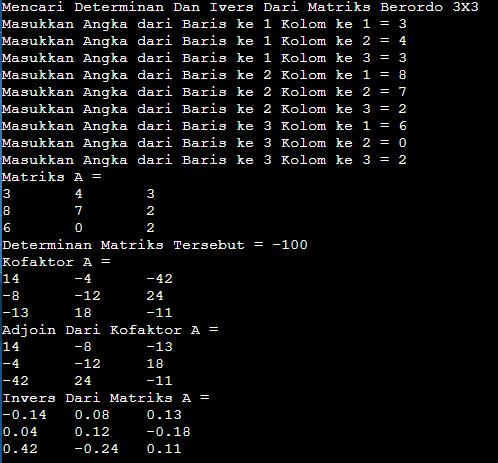 Mencari Determinan Dan Ivers Dari Matriks Berordo 3X3
Masukkan Angka dari Baris ke 1 Kolom ke 1 = 3
Masukkan Angka dari Baris ke 1 Kolom ke 2 = 4
Masukkan Angka dari Baris ke 1 Kolom ke 3 = 3
Masukkan Angka dari Baris ke 2 Kolom ke 1 = 8
Masukkan Angka dari Baris ke 2 Kolom ke 2 = 7
Masukkan Angka dari Baris ke 2 Kolom ke 3 = 2
Masukkan Angka dari Baris ke 3 Kolom ke 1 = 6
Masukkan Angka dari Baris ke 3 Kolom ke 2 = 0
Masukkan Angka dari Baris ke 3 Kolom ke 3 = 2
Matriks A =
3 4 3
8 7 2
6 0 2
Determinan Matriks Tersebut = -100
Kofaktor A =
14 -4 -42
-8 -12 24
-13 18 -11
Adjoin Dari Kofaktor A =
14 -8 -13
-4 -12 18
-42 24 -11
Invers Dari Matriks A =
-0.14 0.08 0.13
0.04 0.12 -0.18
0.42 -0.24 0.11